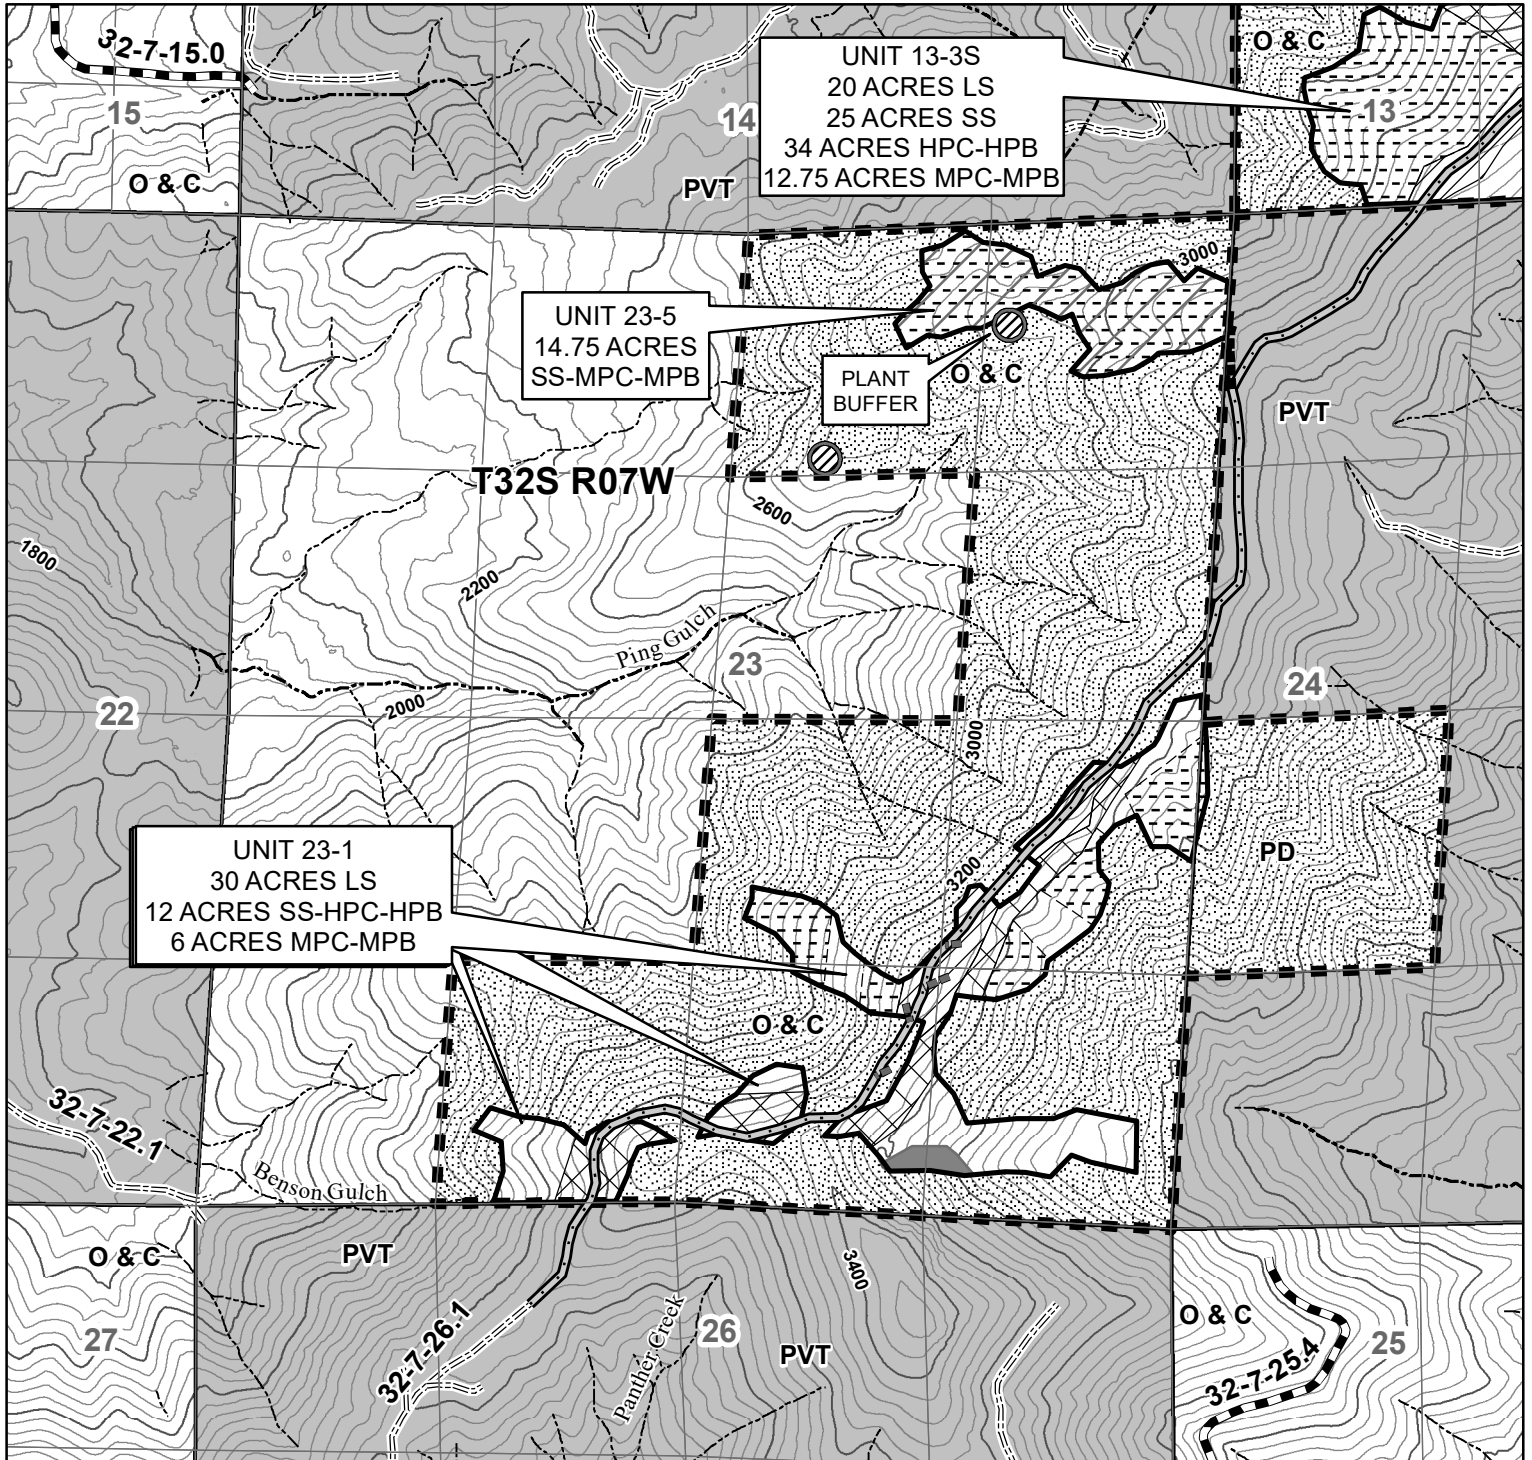 32-7-15.0
15
O & C
14
PVT
UNIT 13-3S
20 ACRES LS
25 ACRES SS
34 ACRES HPC-HPB
12.75 ACRES MPC-MPB
O & C
13
3000
UNIT 23-5
14.75 ACRES
SS-MPC-MPB
PLANT
BUFFER
O & C
PVT
T32S R07W
2600
1800
2200
Ping Gulch
23
24
22
2000
3000
UNIT 23-1
30 ACRES LS
12 ACRES SS-HPC-HPB
6 ACRES MPC-MPB
3200
PD
O & C
32-7-22.1
Benson Gulch
O & C
PVT
3400
27
32-7-26.1
Panther Creek
26
PVT
O & C
25
32-7-25.4